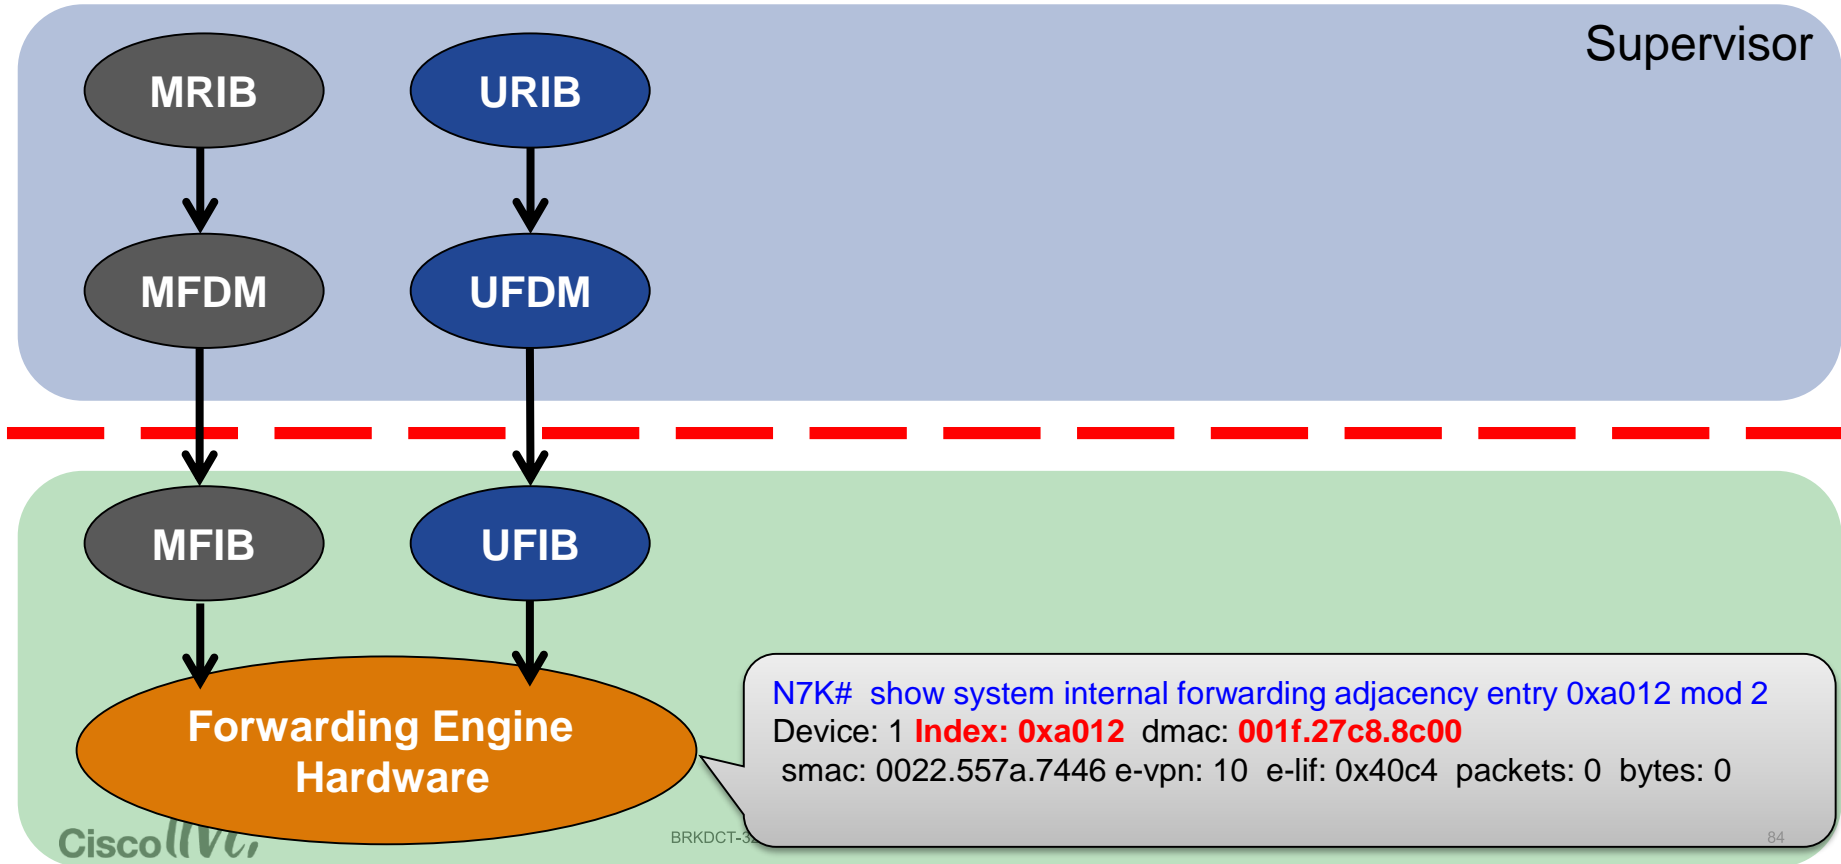 Supervisor
MRIB
URIB
MFDM
UFDM
MFIB
UFIB
Forwarding Engine
Hardware
N7K# show system internal forwarding adjacency entry 0xa012 mod 2
Device: 1 Index: 0xa012 dmac: 001f.27c8.8c00
smac: 0022.557a.7446 e-vpn: 10 e-lif: 0x40c4 packets: 0 bytes: 0
Cisco
84